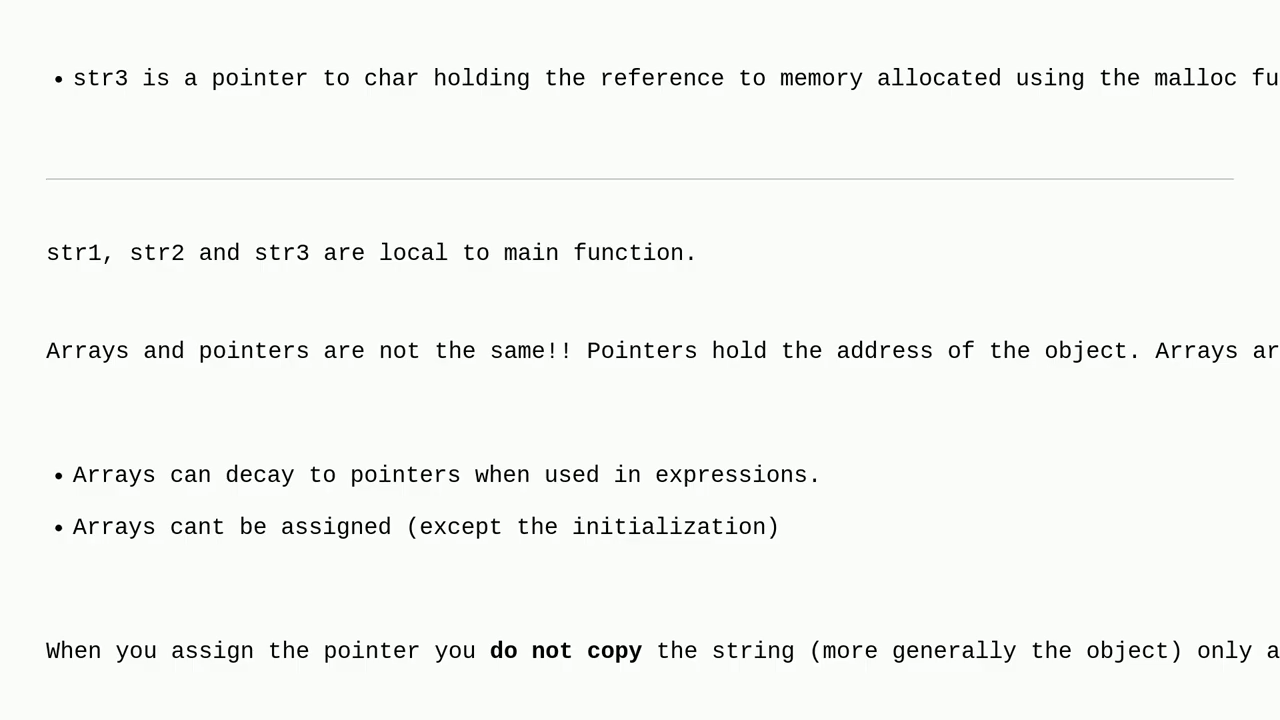 • str3 is a pointer to char holding the reference to memory allocated using the malloc
str1, str2 and str3 are local to main function.
Arrays and pointers are not the same!! Pointers hold the address of the object. Arrays
• Arrays can decay to pointers when used in expressions.
• Arrays cant be assigned (except the initialization)
When you assign the pointer you do not copy the string (more generally the object) only